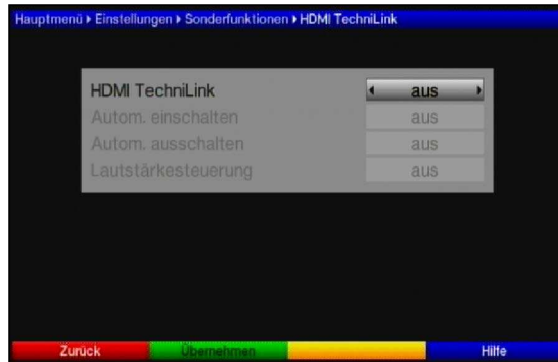 Hauptmenü ▸ Einstellungen ▸ Sonderfunktionen ▸ HDMI TechniLink
HDMI TechniLink aus
Autom. einschalten aus
Autom. ausschalten aus
Lautstärkesteuerung aus
Zurück Übernehmen Hilfe